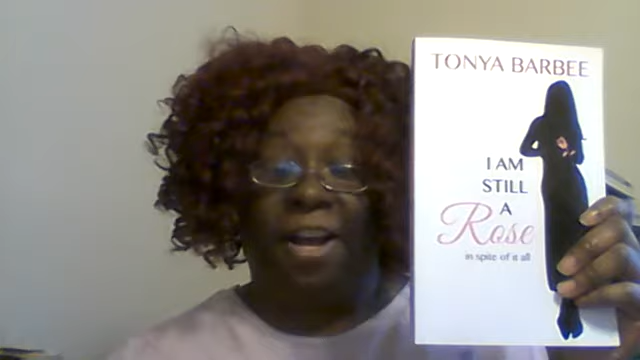 TONYA BARBEE
I AM
STILL
A
Rose
in spite of it all